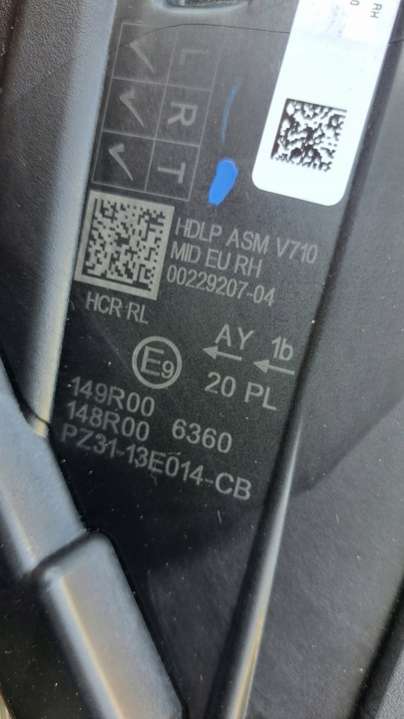 L
R
T
HDLP ASM V710
MID EU RH
00229207-04
HCR RL
AY 1b
E9
20 PL
149R00
148R00 6360
PZ31-13E014-CB